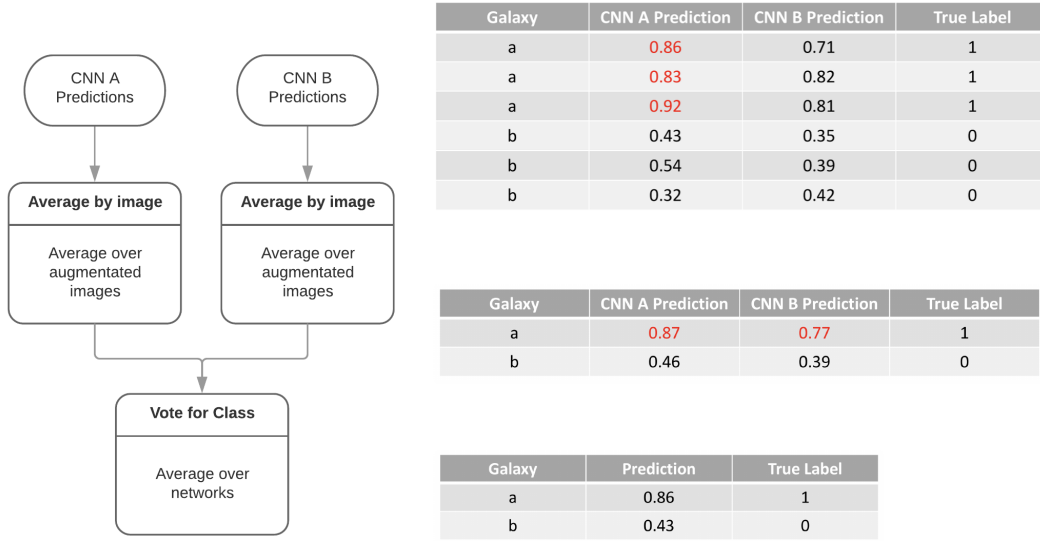 CNN A
Predictions
CNN B
Predictions
Average by image
Average over
augmentated
images
Average by image
Average over
augmentated
images
Vote for Class
Average over
networks
Galaxy CNN A Prediction CNN B Prediction True Label
a 0.86 0.71 1
a 0.83 0.82 1
a 0.92 0.81 1
b 0.43 0.35 0
b 0.54 0.39 0
b 0.32 0.42 0
Galaxy CNN A Prediction CNN B Prediction True Label
a 0.87 0.77 1
b 0.46 0.39 0
Galaxy Prediction True Label
a 0.86 1
b 0.43 0